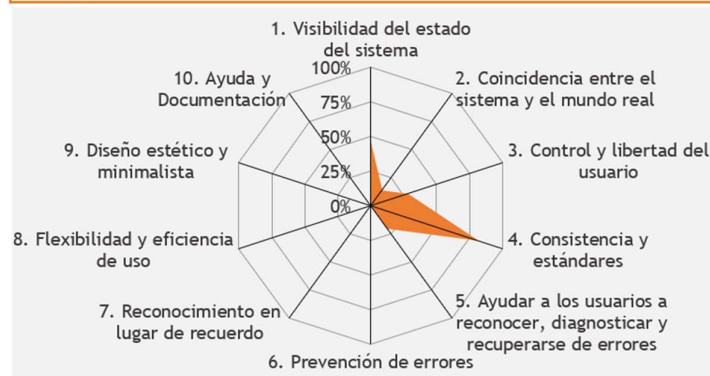 1. Visibilidad del estado
del sistema
100%
75%
50%
25%
0%
2. Coincidencia entre el
sistema y el mundo real
3. Control y libertad del
usuario
4. Consistencia y
estándares
5. Ayudar a los usuarios a
reconocer, diagnosticar y
recuperarse de errores
6. Prevención de errores
7. Reconocimiento en
lugar de recuerdo
8. Flexibilidad y eficiencia
de uso
9. Diseño estético y
minimalista
10. Ayuda y
Documentación